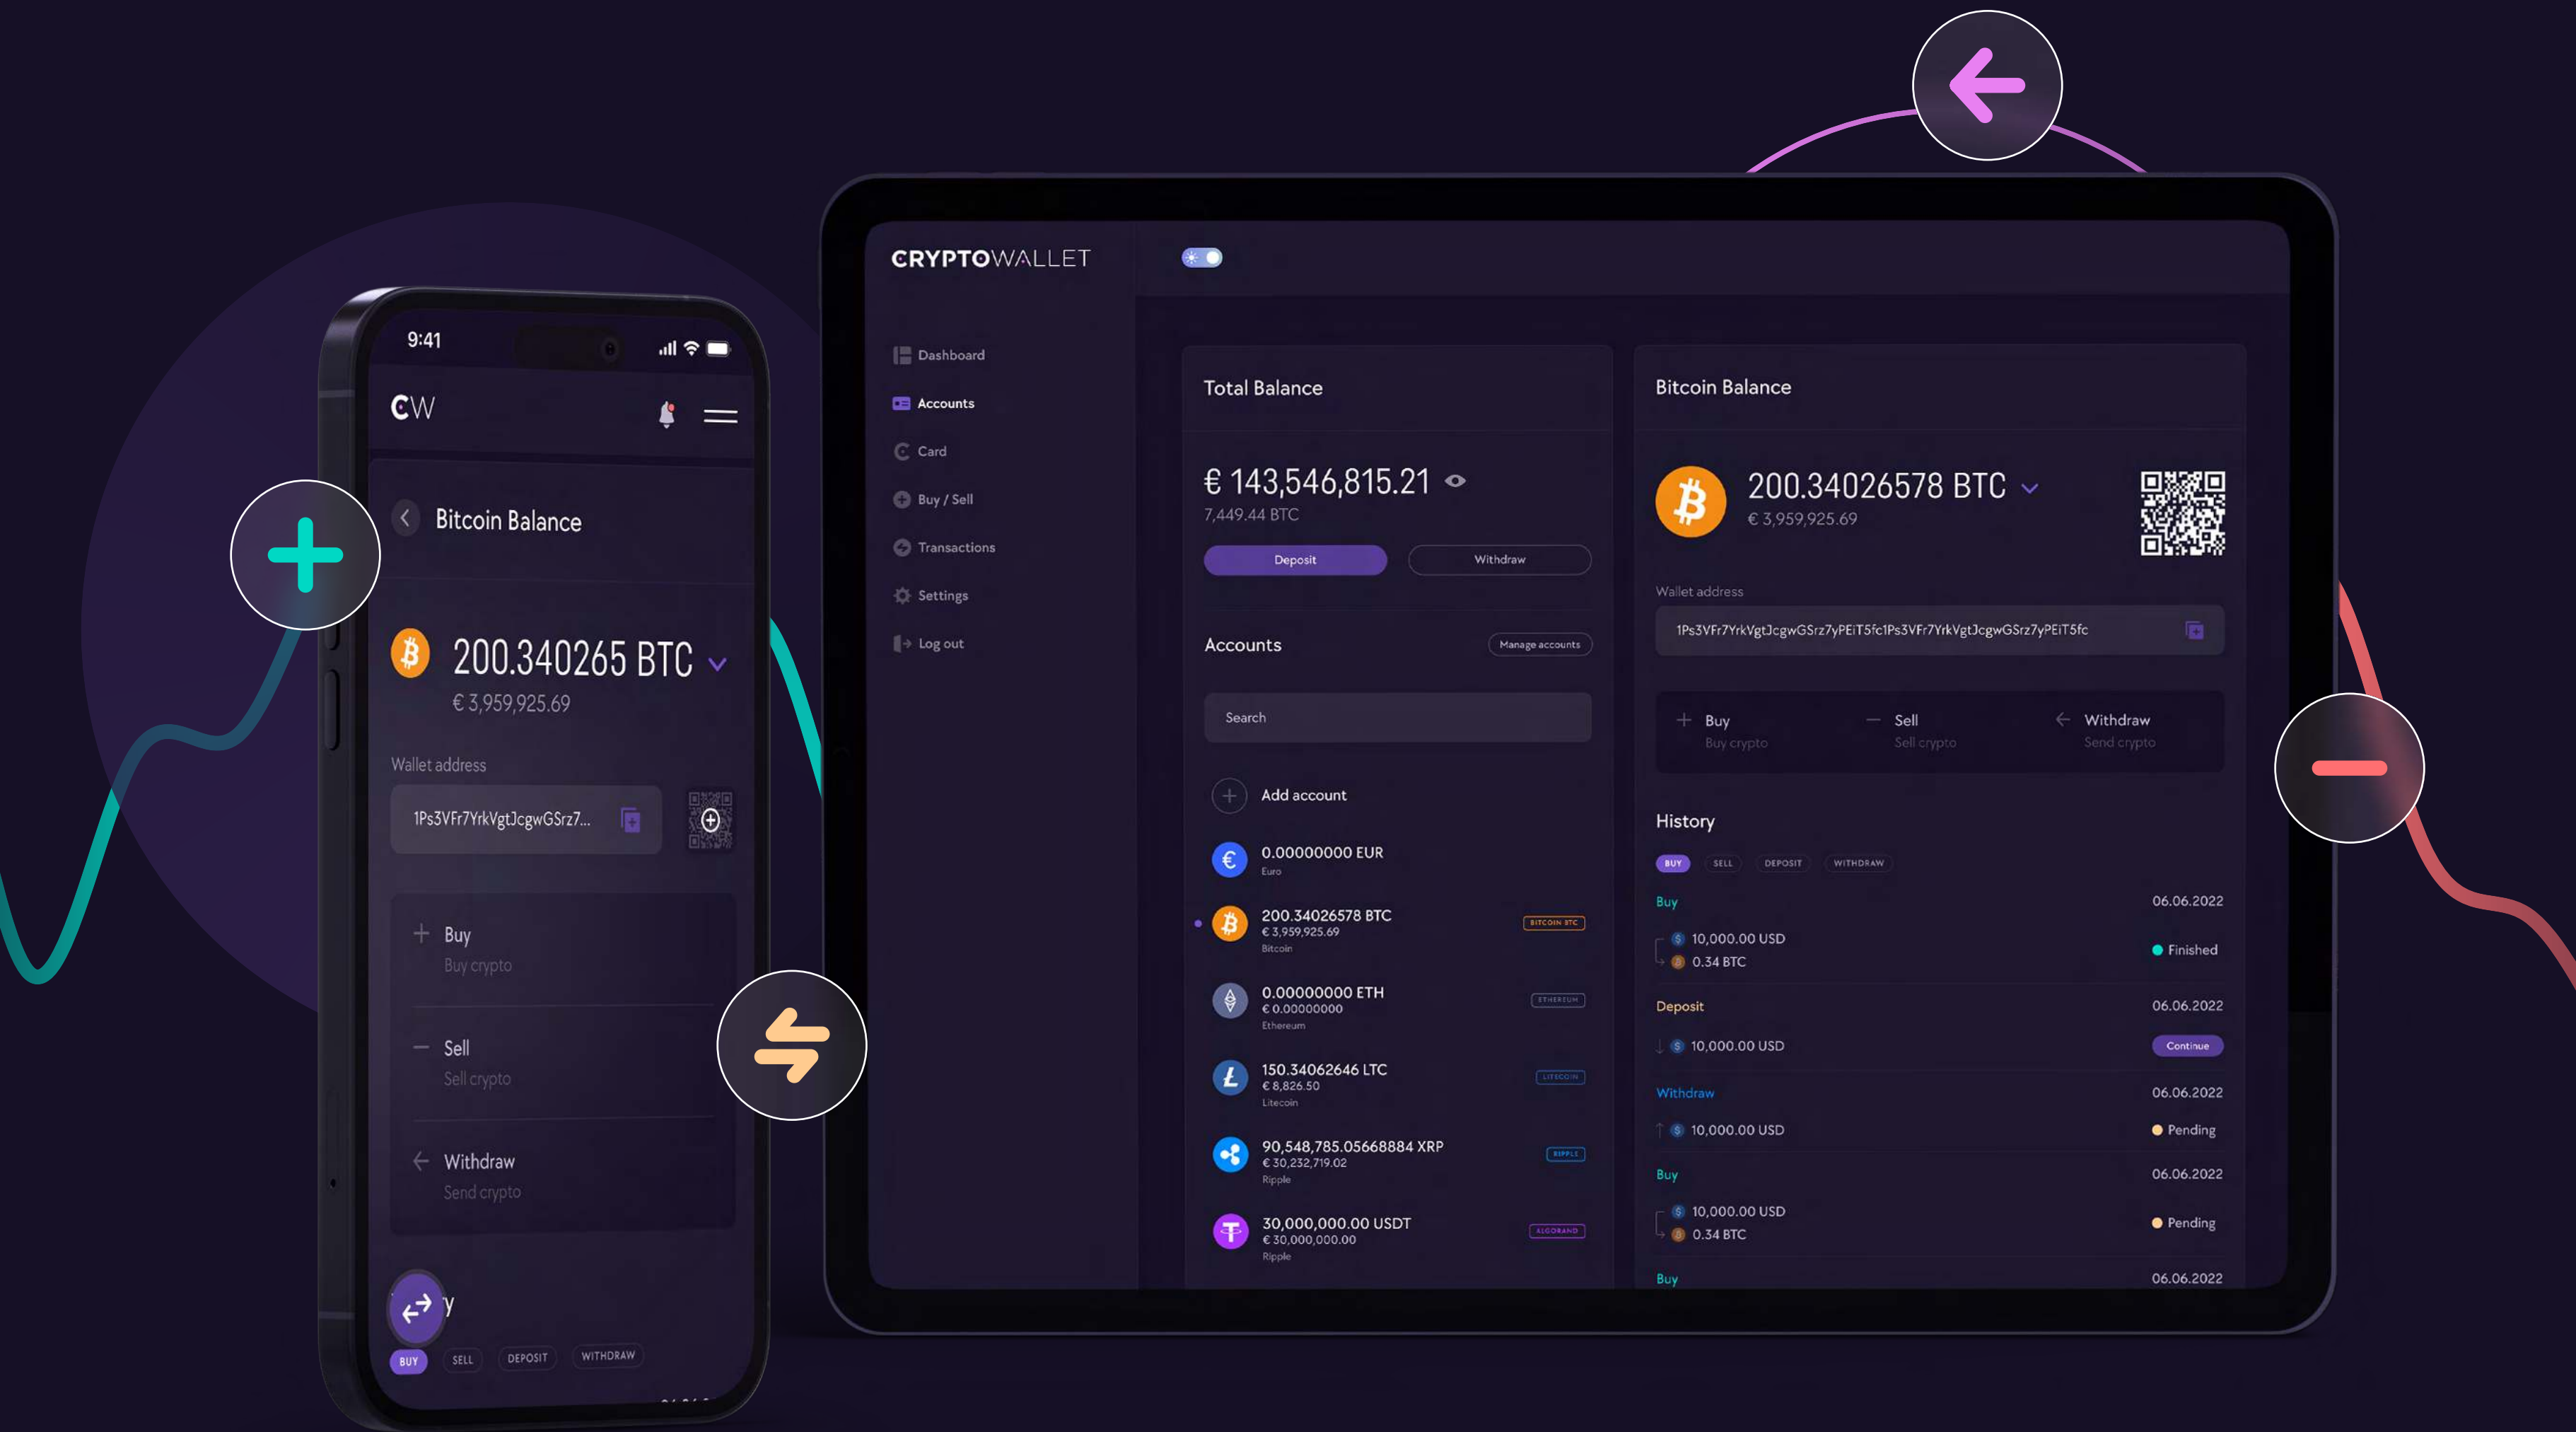 9:41
CW
Bitcoin Balance
200.340265 BTC
€ 3,959,925.69
Wallet address
1Ps3VFr7YrkVgtJcgwGSrz7...
Buy
Buy crypto
Sell
Sell crypto
Withdraw
Send crypto
y
BUY SELL DEPOSIT WITHDRAW
CRYPTOWALLET
Dashboard
Accounts
Card
Buy / Sell
Transactions
Settings
Log out
Total Balance
€ 143,546,815.21
7,449.44 BTC
Deposit Withdraw
Accounts Manage accounts
Search
Add account
0.00000000 EUR
Euro
200.34026578 BTC
€ 3,959,925.69
Bitcoin
BITCOIN BTC
0.00000000 ETH
€ 0.00000000
Ethereum
ETHEREUM
150.34062646 LTC
€ 8,826.50
Litecoin
LITECOIN
90,548,785.05668884 XRP
€ 30,232,719.02
Ripple
RIPPLE
30,000,000.00 USDT
€ 30,000,000.00
Ripple
ALGORAND
Bitcoin Balance
200.34026578 BTC
€ 3,959,925.69
Wallet address
1Ps3VFr7YrkVgtJcgwGSrz7yPEiT5fc1Ps3VFr7YrkVgtJcgwGSrz7yPEiT5fc
Buy
Buy crypto
Sell
Sell crypto
Withdraw
Send crypto
History
BUY SELL DEPOSIT WITHDRAW
Buy 06.06.2022
10,000.00 USD
0.34 BTC
Finished
Deposit 06.06.2022
10,000.00 USD Continue
Withdraw 06.06.2022
10,000.00 USD Pending
Buy 06.06.2022
10,000.00 USD
0.34 BTC
Pending
Buy 06.06.2022